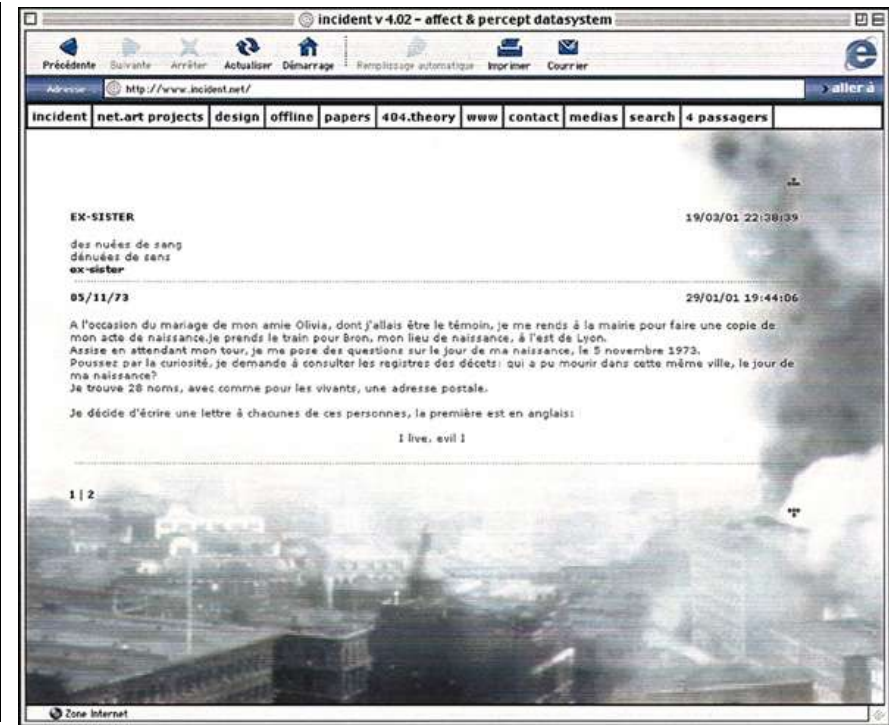 incident v 4.02 - affect & percept datasystem
Précédente Suivante Arrêter Actualiser Démarrage Remplissage automatique Imprimer Courrier
Adresse http://www.incident.net/ aller à
incident net.art projects design offline papers 404.theory www contact medias search 4 passagers
EX-SISTER 19/03/01 22:38:39
des nuées de sang
dénuées de sens
ex-sister
05/11/73 29/01/01 19:44:06
A l'occasion du mariage de mon amie Olivia, dont j'allais être le témoin, je me rends à la mairie pour faire une copie de
mon acte de naissance.je prends le train pour Bron, mon lieu de naissance, à l'est de Lyon.
Assise en attendant mon tour, je me pose des questions sur le jour de ma naissance, le 5 novembre 1973.
Poussez par la curiosité, je demande à consulter les registres des décets: qui a pu mourir dans cette même ville, le jour de
ma naissance?
Je trouve 28 noms, avec comme pour les vivants, une adresse postale.
Je décide d'écrire une lettre à chacunes de ces personnes, la première est en anglais:
I live, evil I
1 | 2
Zone Internet